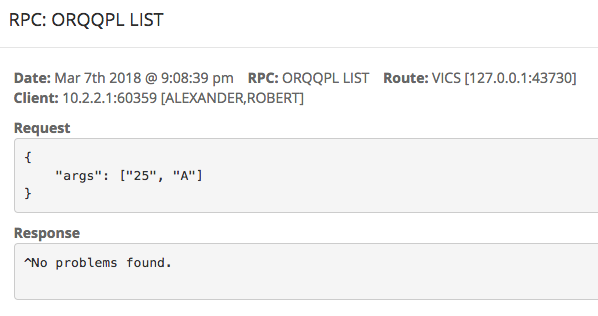 RPC: ORQQPL LIST
Date: Mar 7th 2018 @ 9:08:39 pm RPC: ORQQPL LIST Route: VICS [127.0.0.1:43730]
Client: 10.2.2.1:60359 [ALEXANDER,ROBERT]
Request
{
    "args": ["25", "A"]
}
Response
^No problems found.